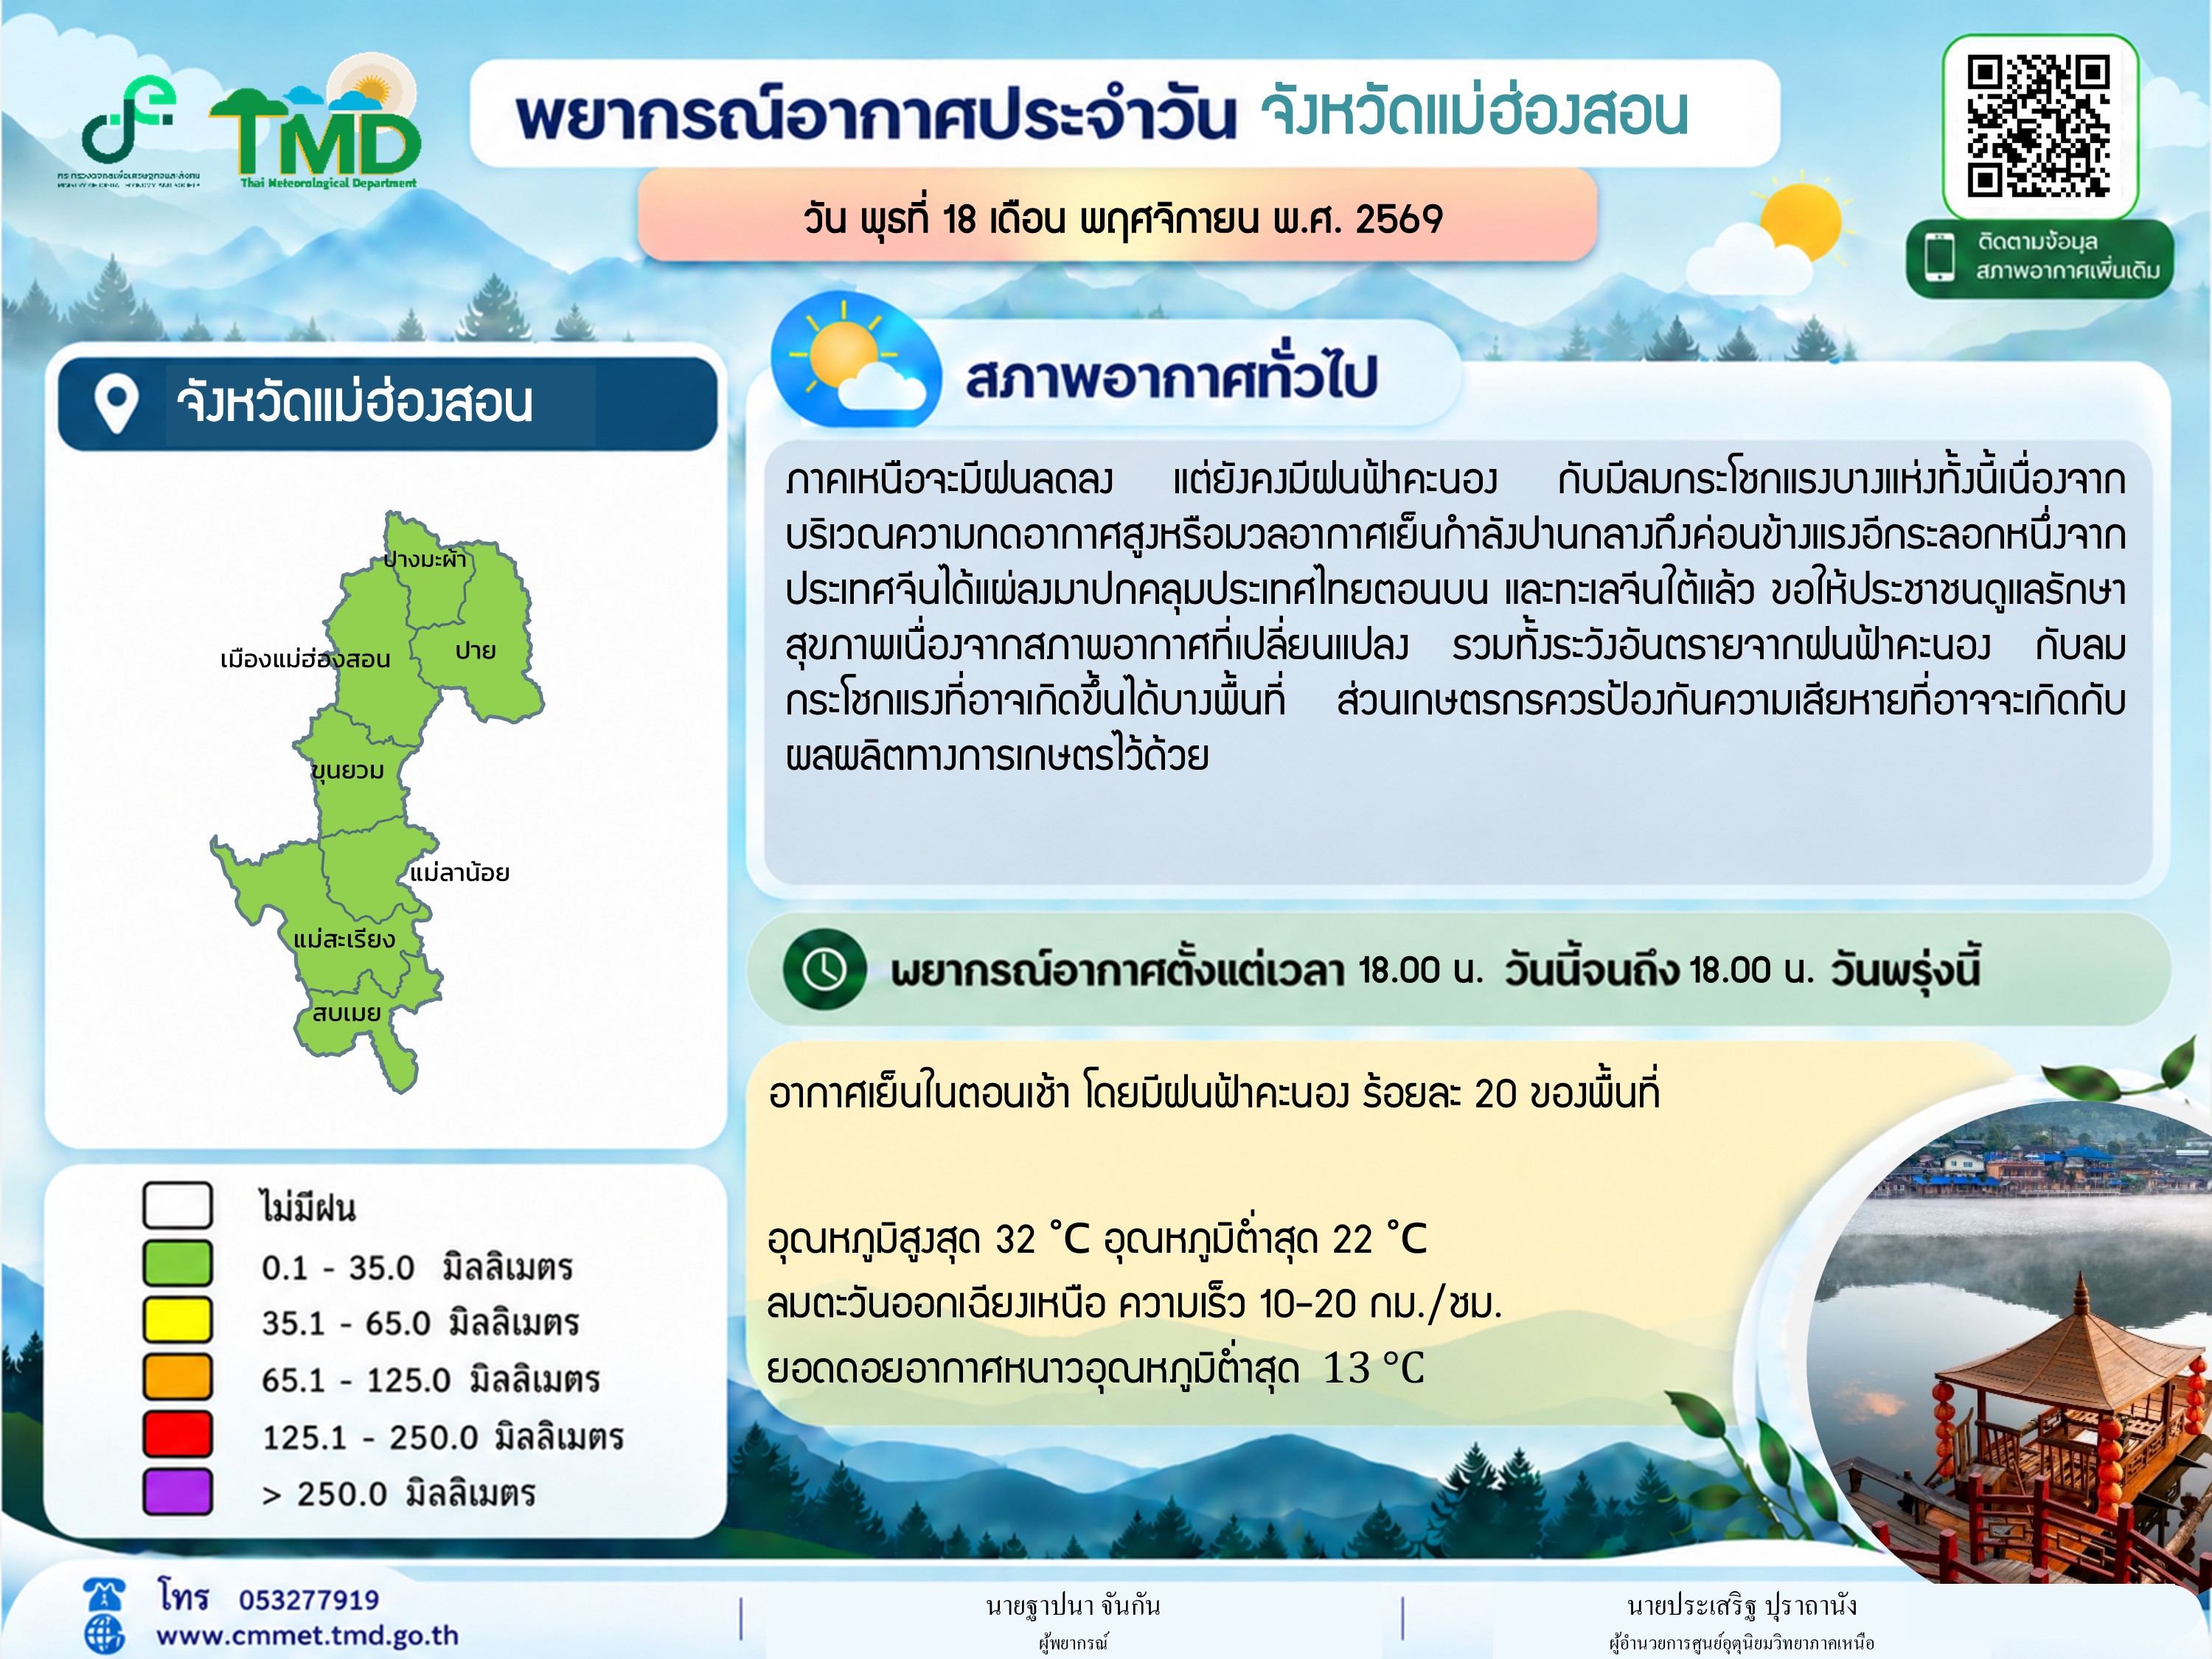 พยากรณ์อากาศประจำวัน จังหวัดแม่ฮ่องสอน
วัน พุธที่ 18 เดือน พฤศจิกายน พ.ศ. 2569
TMD
Thai Meteorological Department
ติดตามข้อมูล
สภาพอากาศเพิ่มเติม
จังหวัดแม่ฮ่องสอน
ปางมะผ้า
เมืองแม่ฮ่องสอน
ปาย
ขุนยวม
แม่ลาน้อย
แม่สะเรียง
สบเมย
ไม่มีฝน
0.1 - 35.0 มิลลิเมตร
35.1 - 65.0 มิลลิเมตร
65.1 - 125.0 มิลลิเมตร
125.1 - 250.0 มิลลิเมตร
> 250.0 มิลลิเมตร
สภาพอากาศทั่วไป
ภาคเหนือจะมีฝนลดลง แต่ยังคงมีฝนฟ้าคะนอง กับมีลมกระโชกแรงบางแห่งทั้งนี้เนื่องจาก
บริเวณความกดอากาศสูงหรือมวลอากาศเย็นกำลังปานกลางถึงค่อนข้างแรงอีกระลอกหนึ่งจาก
ประเทศจีนได้แผ่ลงมาปกคลุมประเทศไทยตอนบน และทะเลจีนใต้แล้ว ขอให้ประชาชนดูแลรักษา
สุขภาพเนื่องจากสภาพอากาศที่เปลี่ยนแปลง รวมทั้งระวังอันตรายจากฝนฟ้าคะนอง กับลม
กระโชกแรงที่อาจเกิดขึ้นได้บางพื้นที่ ส่วนเกษตรกรควรป้องกันความเสียหายที่อาจจะเกิดกับ
ผลผลิตทางการเกษตรไว้ด้วย
พยากรณ์อากาศตั้งแต่เวลา 18.00 น. วันนี้จนถึง 18.00 น. วันพรุ่งนี้
อากาศเย็นในตอนเช้า โดยมีฝนฟ้าคะนอง ร้อยละ 20 ของพื้นที่
อุณหภูมิสูงสุด 32 °C อุณหภูมิต่ำสุด 22 °C
ลมตะวันออกเฉียงเหนือ ความเร็ว 10-20 กม./ชม.
ยอดดอยอากาศหนาวอุณหภูมิต่ำสุด 13 °C
โทร 053277919
www.cmmet.tmd.go.th
นายฐาปนา จันกัน
ผู้พยากรณ์
นายประเสริฐ ปุราถานัง
ผู้อำนวยการศูนย์อุตุนิยมวิทยาภาคเหนือ